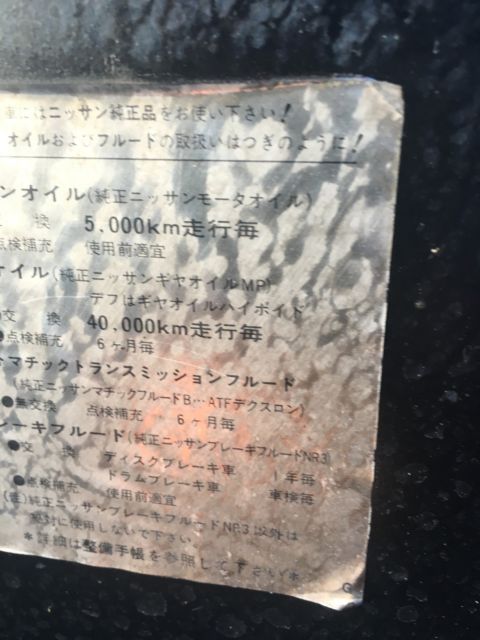 にはニッサン純正品をお使い下さい!
オイルおよびフルードの取扱いはつぎのように!
ンオイル(純正ニッサンモータオイル)
換 5,000km走行毎
点検補充 使用前適宜
オイル(純正ニッサンギヤオイルMP)
デフはギヤオイルハイポイド
交 換 40,000km走行毎
●点検補充 6ヶ月毎
マチックトランスミッションフルード
(純正ニッサンマチックフルードB…ATFデクスロン)
●無交換 点検補充 6ヶ月毎
レーキフルード(純正ニッサンブレーキフルードNR3)
●交 換 ディスクブレーキ車 1年毎
ドラムブレーキ車 車検毎
●点検補充 使用前適宜
(注)純正ニッサンブレーキフルードNR3以外は
絶対に使用しないで下さい。
*詳細は整備手帳を参照して下さい*
G